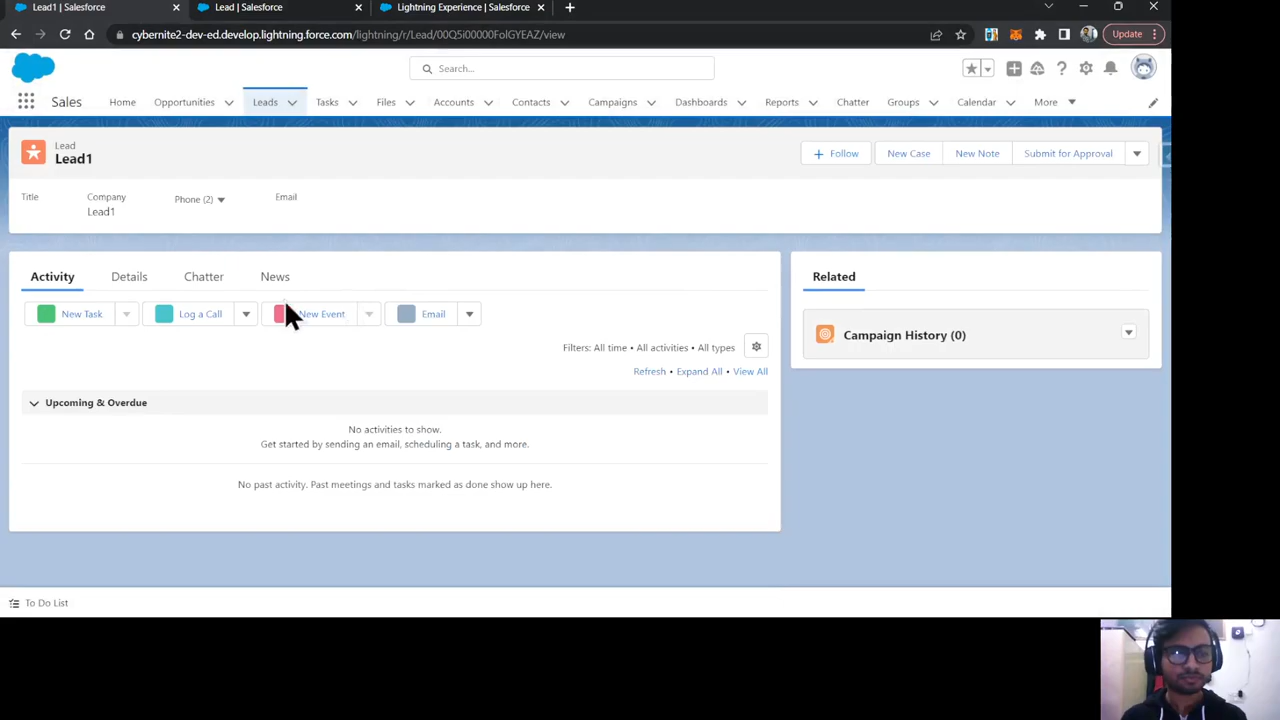 Lead1 | Salesforce
Lead | Salesforce
Lightning Experience | Salesforce
cybernite2-dev-ed.develop.lightning.force.com/lightning/r/Lead/00Q5i00000FolGYEAZ/view
Update
Search...
Sales
Home
Opportunities
Leads
Tasks
Files
Accounts
Contacts
Campaigns
Dashboards
Reports
Chatter
Groups
Calendar
More
Lead
Lead1
Follow
New Case
New Note
Submit for Approval
Title
Company
Phone (2)
Email
Lead1
Activity
Details
Chatter
News
Related
New Task
Log a Call
New Event
Email
Campaign History (0)
Filters: All time • All activities • All types
Refresh • Expand All • View All
Upcoming & Overdue
No activities to show.
Get started by sending an email, scheduling a task, and more.
No past activity. Past meetings and tasks marked as done show up here.
To Do List